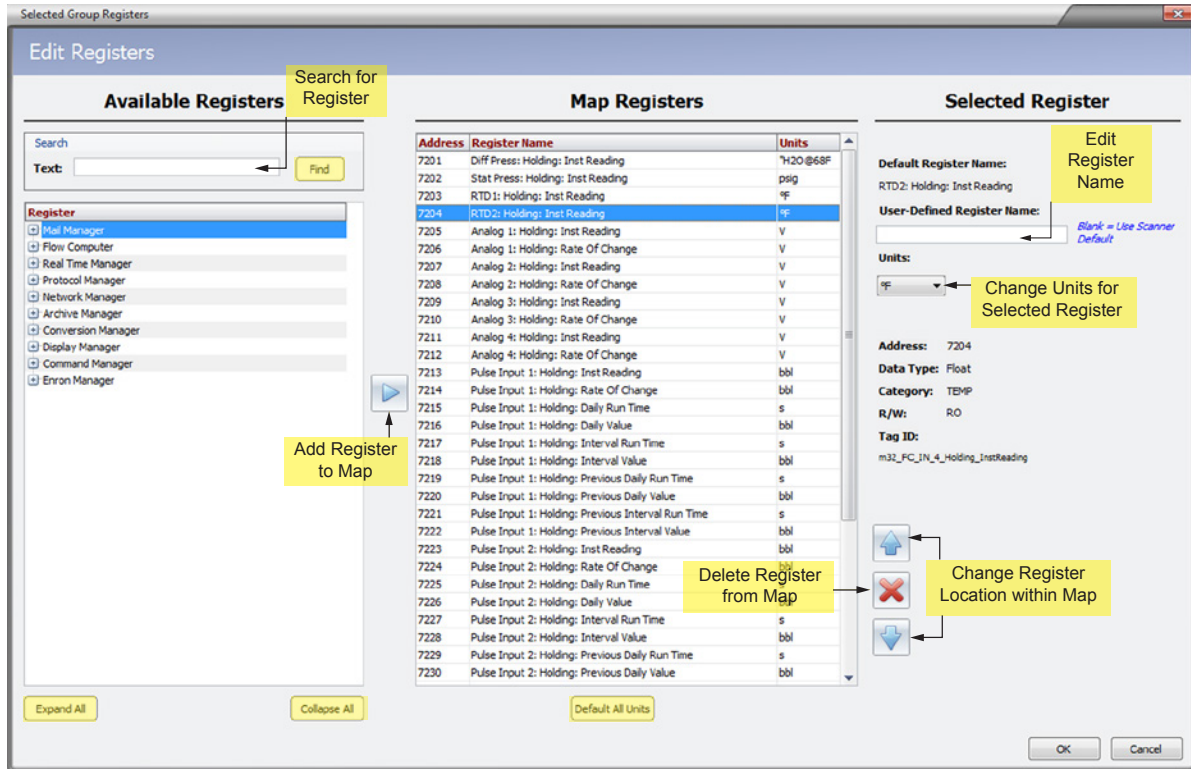 Selected Group Registers
Edit Registers
Search for
Register
Available Registers
Search
Text:
Find
Register
Mail Manager
Flow Computer
Real Time Manager
Protocol Manager
Network Manager
Archive Manager
Conversion Manager
Display Manager
Command Manager
Enron Manager
Add Register
to Map
Expand All
Collapse All
Map Registers
Address Register Name Units
7201 Diff Press: Holding: Inst Reading "H2O@68F
7202 Stat Press: Holding: Inst Reading psig
7203 RTD1: Holding: Inst Reading ºF
7204 RTD2: Holding: Inst Reading ºF
7205 Analog 1: Holding: Inst Reading V
7206 Analog 1: Holding: Rate Of Change V
7207 Analog 2: Holding: Inst Reading V
7208 Analog 2: Holding: Rate Of Change V
7209 Analog 3: Holding: Inst Reading V
7210 Analog 3: Holding: Rate Of Change V
7211 Analog 4: Holding: Inst Reading V
7212 Analog 4: Holding: Rate Of Change V
7213 Pulse Input 1: Holding: Inst Reading bbl
7214 Pulse Input 1: Holding: Rate Of Change bbl
7215 Pulse Input 1: Holding: Daily Run Time s
7216 Pulse Input 1: Holding: Daily Value bbl
7217 Pulse Input 1: Holding: Interval Run Time s
7218 Pulse Input 1: Holding: Interval Value bbl
7219 Pulse Input 1: Holding: Previous Daily Run Time s
7220 Pulse Input 1: Holding: Previous Daily Value bbl
7221 Pulse Input 1: Holding: Previous Interval Run Time s
7222 Pulse Input 1: Holding: Previous Interval Value bbl
7223 Pulse Input 2: Holding: Inst Reading bbl
7224 Pulse Input 2: Holding: Rate Of Change bbl
7225 Pulse Input 2: Holding: Daily Run Time s
7226 Pulse Input 2: Holding: Daily Value bbl
7227 Pulse Input 2: Holding: Interval Run Time s
7228 Pulse Input 2: Holding: Interval Value bbl
7229 Pulse Input 2: Holding: Previous Daily Run Time s
7230 Pulse Input 2: Holding: Previous Daily Value bbl
Default All Units
Selected Register
Edit
Register
Name
Default Register Name:
RTD2: Holding: Inst Reading
User-Defined Register Name:
Blank = Use Scanner
Default
Units:
ºF
Change Units for
Selected Register
Address: 7204
Data Type: Float
Category: TEMP
R/W: RO
Tag ID:
m32_FC_IN_4_Holding_InstReading
Delete Register
from Map
Change Register
Location within Map
OK
Cancel